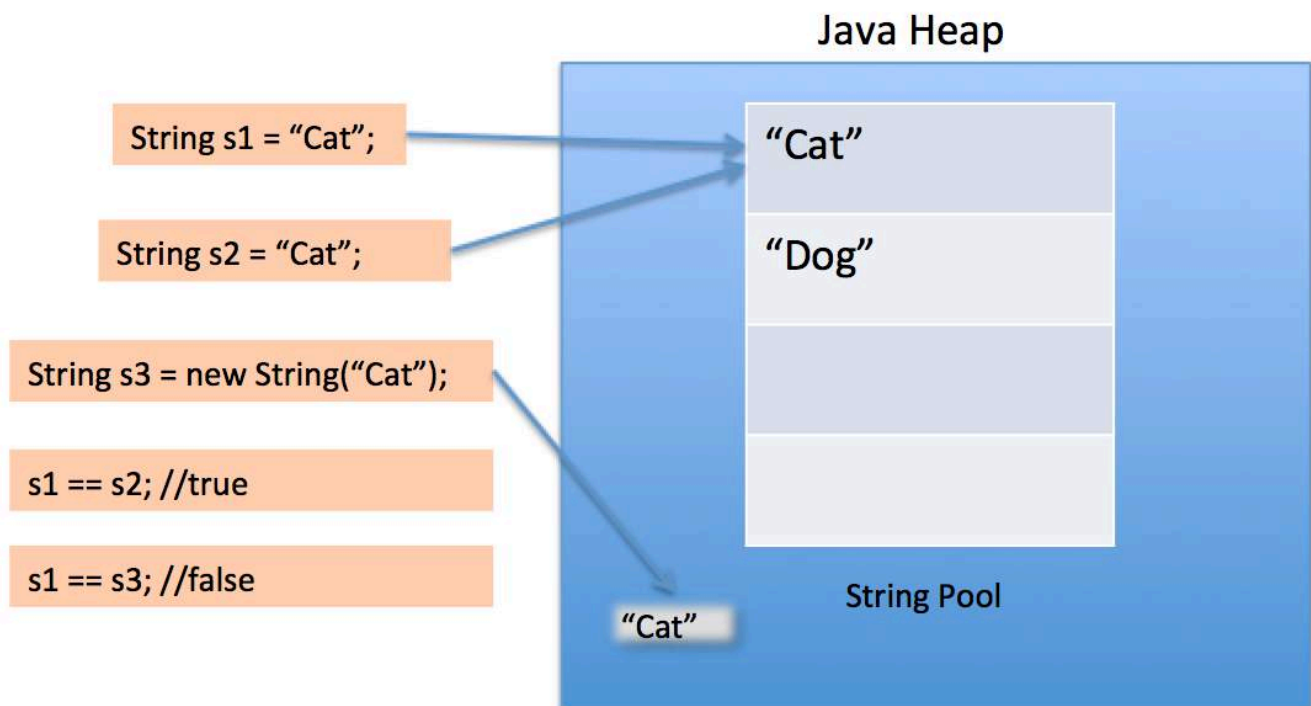 Java Heap
String s1 = “Cat”;
String s2 = “Cat”;
String s3 = new String(“Cat”);
s1 == s2; //true
s1 == s3; //false
“Cat”
“Dog”
String Pool
“Cat”